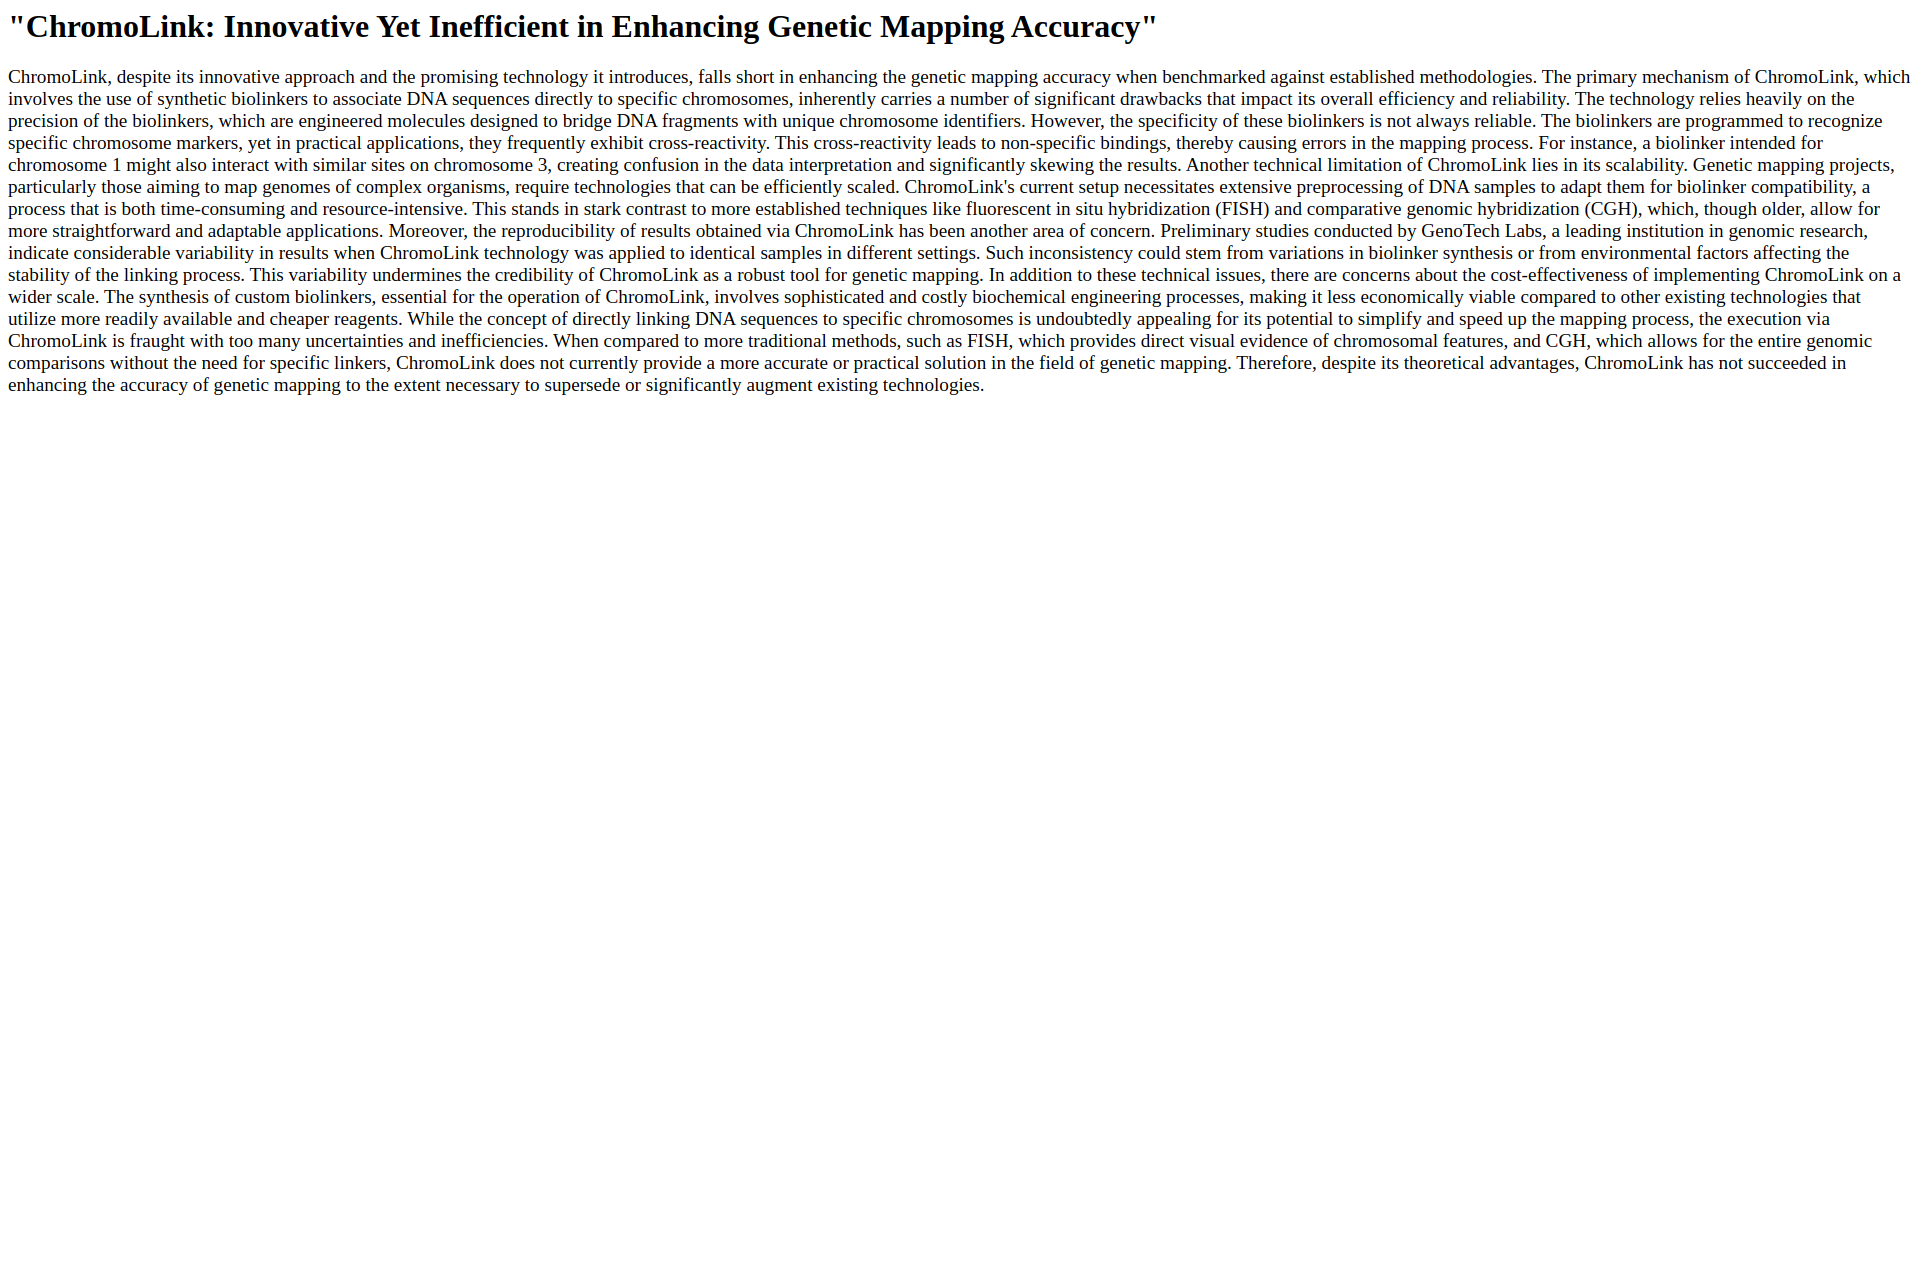 "ChromoLink: Innovative Yet Inefficient in Enhancing Genetic Mapping Accuracy"
ChromoLink, despite its innovative approach and the promising technology it introduces, falls short in enhancing the genetic mapping accuracy when benchmarked against established methodologies. The primary mechanism of ChromoLink, which
involves the use of synthetic biolinkers to associate DNA sequences directly to specific chromosomes, inherently carries a number of significant drawbacks that impact its overall efficiency and reliability. The technology relies heavily on the
precision of the biolinkers, which are engineered molecules designed to bridge DNA fragments with unique chromosome identifiers. However, the specificity of these biolinkers is not always reliable. The biolinkers are programmed to recognize
specific chromosome markers, yet in practical applications, they frequently exhibit cross-reactivity. This cross-reactivity leads to non-specific bindings, thereby causing errors in the mapping process. For instance, a biolinker intended for
chromosome 1 might also interact with similar sites on chromosome 3, creating confusion in the data interpretation and significantly skewing the results. Another technical limitation of ChromoLink lies in its scalability. Genetic mapping projects,
particularly those aiming to map genomes of complex organisms, require technologies that can be efficiently scaled. ChromoLink's current setup necessitates extensive preprocessing of DNA samples to adapt them for biolinker compatibility, a
process that is both time-consuming and resource-intensive. This stands in stark contrast to more established techniques like fluorescent in situ hybridization (FISH) and comparative genomic hybridization (CGH), which, though older, allow for
more straightforward and adaptable applications. Moreover, the reproducibility of results obtained via ChromoLink has been another area of concern. Preliminary studies conducted by GenoTech Labs, a leading institution in genomic research,
indicate considerable variability in results when ChromoLink technology was applied to identical samples in different settings. Such inconsistency could stem from variations in biolinker synthesis or from environmental factors affecting the
stability of the linking process. This variability undermines the credibility of ChromoLink as a robust tool for genetic mapping. In addition to these technical issues, there are concerns about the cost-effectiveness of implementing ChromoLink on a
wider scale. The synthesis of custom biolinkers, essential for the operation of ChromoLink, involves sophisticated and costly biochemical engineering processes, making it less economically viable compared to other existing technologies that
utilize more readily available and cheaper reagents. While the concept of directly linking DNA sequences to specific chromosomes is undoubtedly appealing for its potential to simplify and speed up the mapping process, the execution via
ChromoLink is fraught with too many uncertainties and inefficiencies. When compared to more traditional methods, such as FISH, which provides direct visual evidence of chromosomal features, and CGH, which allows for the entire genomic
comparisons without the need for specific linkers, ChromoLink does not currently provide a more accurate or practical solution in the field of genetic mapping. Therefore, despite its theoretical advantages, ChromoLink has not succeeded in
enhancing the accuracy of genetic mapping to the extent necessary to supersede or significantly augment existing technologies.